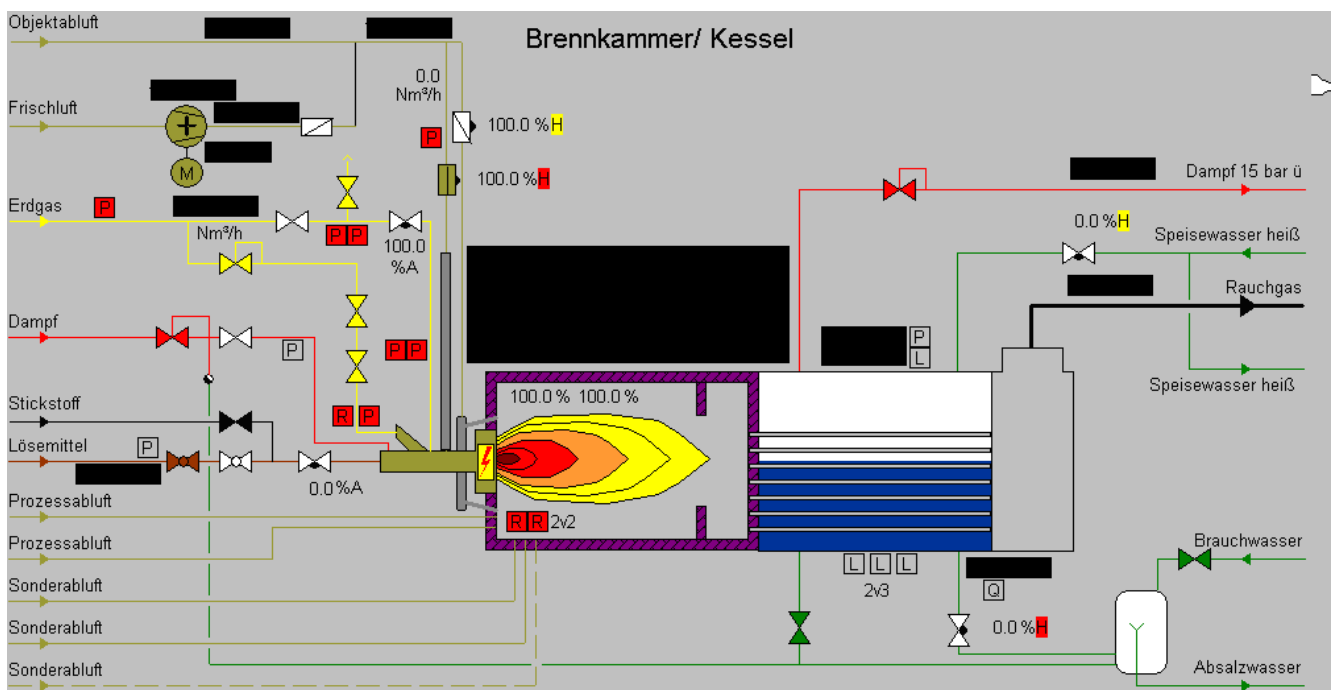 Objektabluft
Brennkammer/ Kessel
0.0
Nm³/h
Frischluft
100.0 %H
P
M
100.0 %H
Dampf 15 bar ü
Erdgas
P
0.0 %H
Nm³/h
P P
100.0
%A
Speisewasser heiß
Rauchgas
Dampf
P
P P
P
L
Speisewasser heiß
100.0 % 100.0 %
Stickstoff
R P
Lösemittel
P
0.0 %A
Prozessabluft
R R 2v2
Prozessabluft
Brauchwasser
L L L
2v3
Sonderabluft
Q
Sonderabluft
0.0 %H
Sonderabluft
Absalzwasser